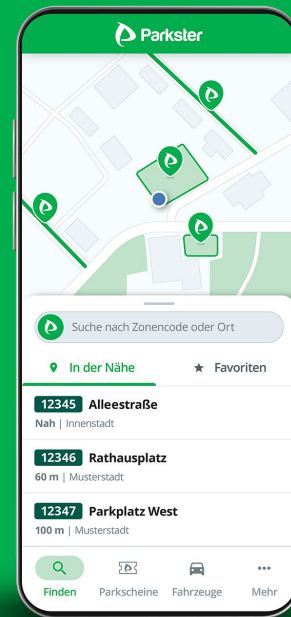 Parkster
Suche nach Zonencode oder Ort
In der Nähe
Favoriten
12345 Alleestraße
Nah | Innenstadt
12346 Rathausplatz
60 m | Musterstadt
12347 Parkplatz West
100 m | Musterstadt
Finden Parkscheine Fahrzeuge Mehr